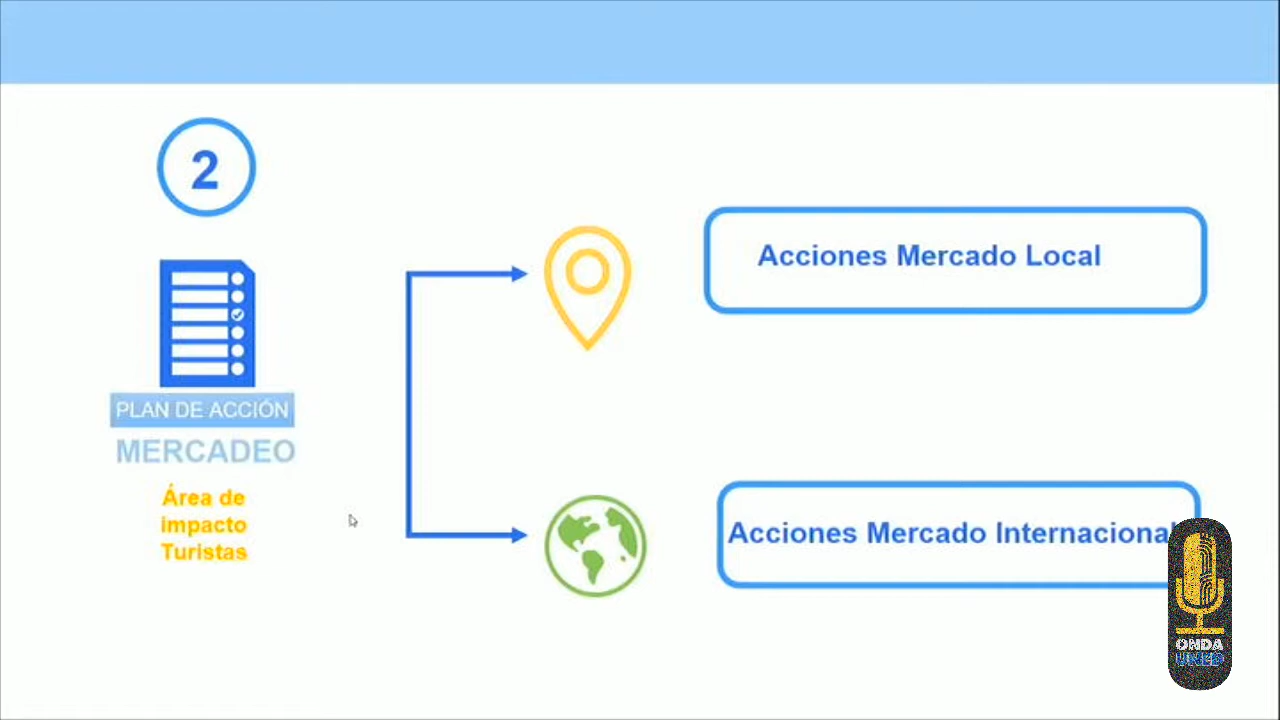 2
PLAN DE ACCIÓN
MERCADEO
Área de
impacto
Turistas
Acciones Mercado Local
Acciones Mercado Internacional
ONDA
UNED